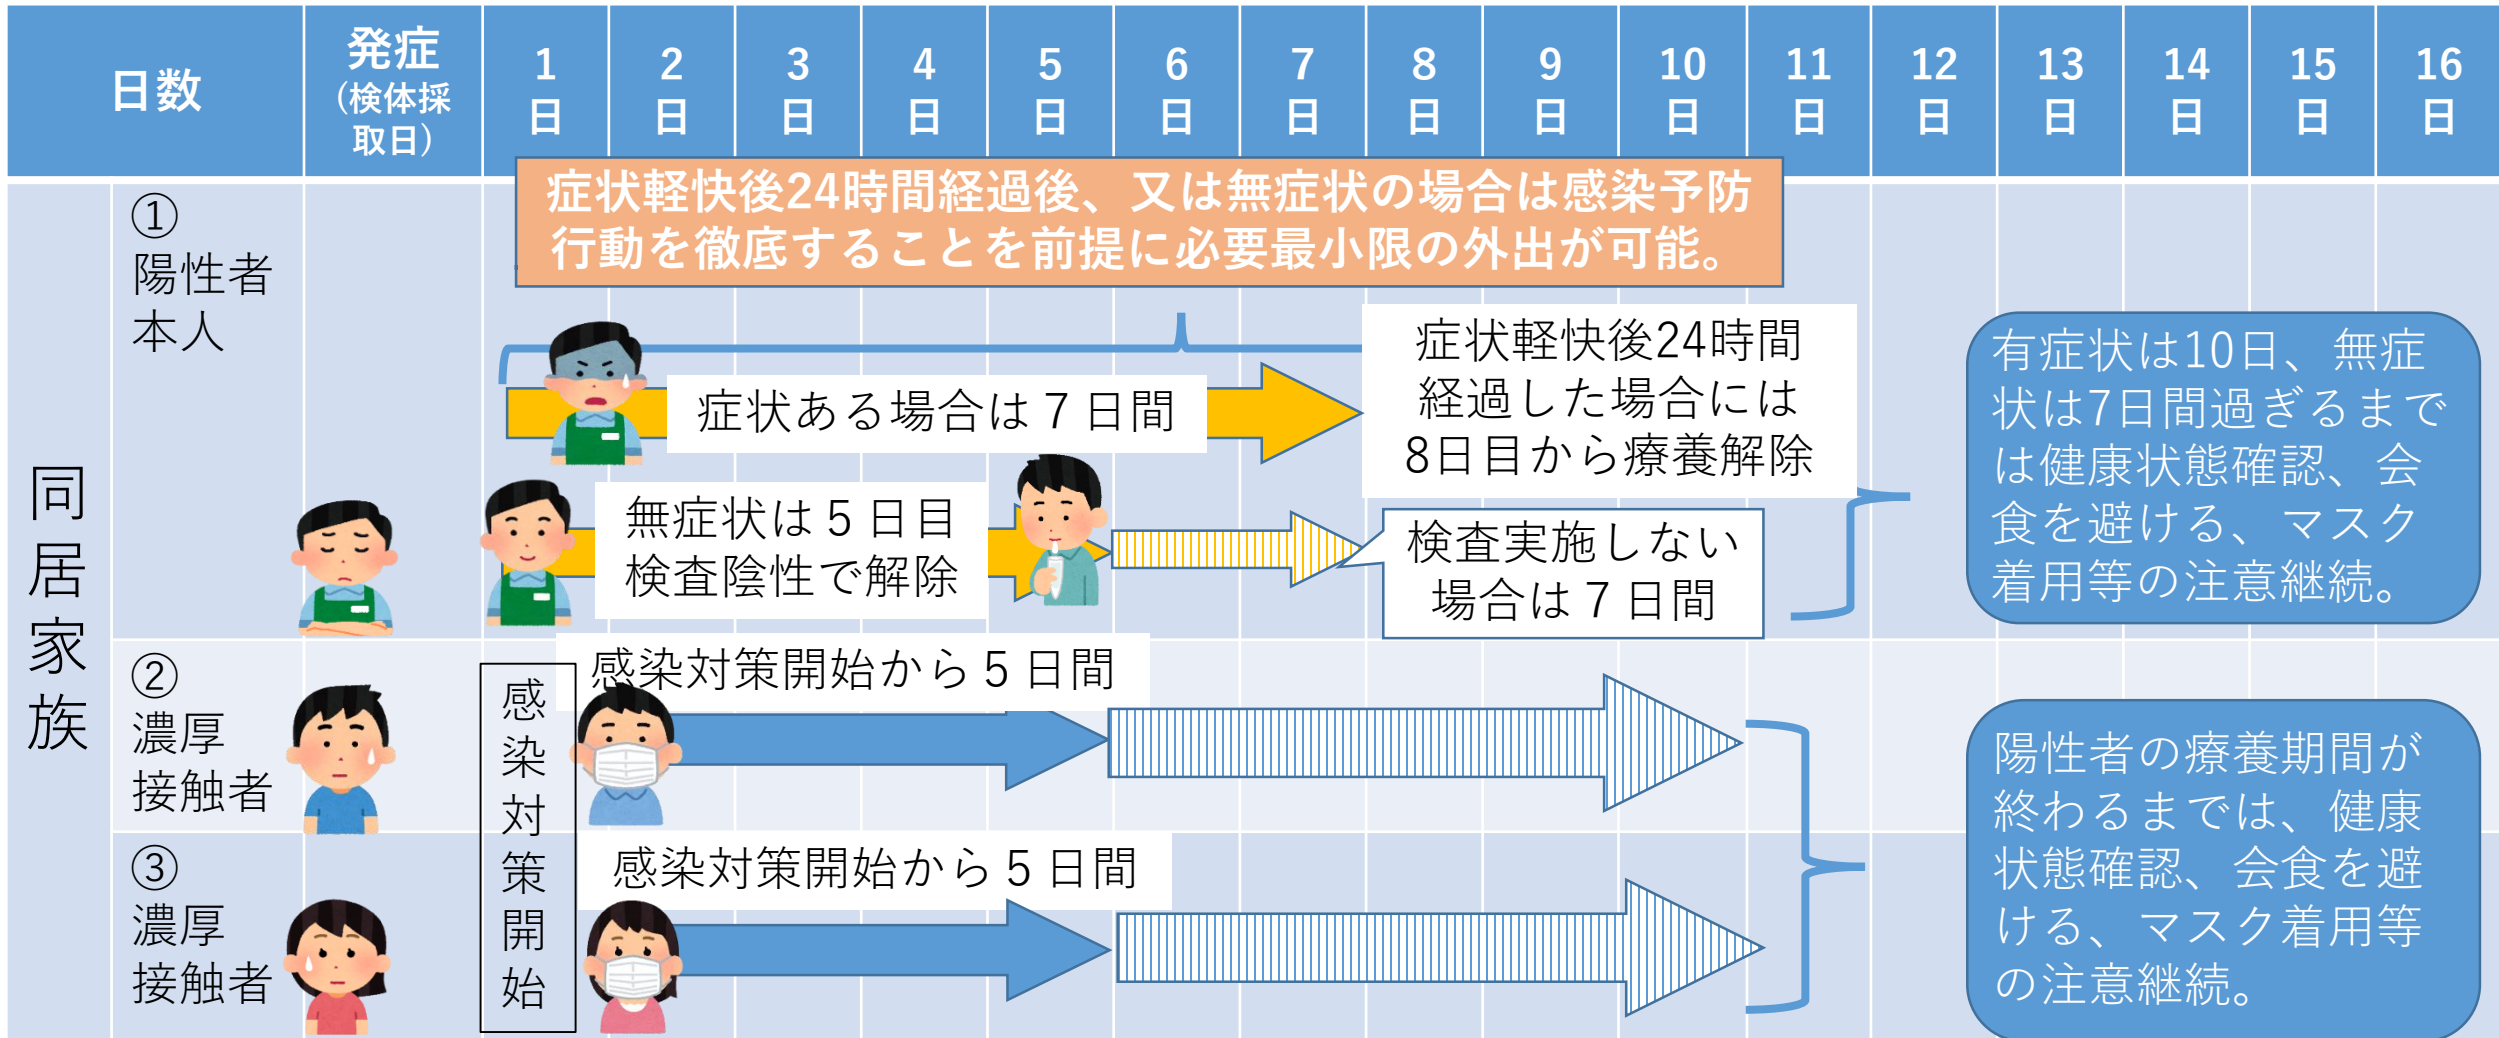 日数
発症
(検体採
取日)
1
日
2
日
3
日
4
日
5
日
6
日
7
日
8
日
9
日
10
日
11
日
12
日
13
日
14
日
15
日
16
日
症状軽快後24時間経過後、又は無症状の場合は感染予防
行動を徹底することを前提に必要最小限の外出が可能。
同居家族
①
陽性者
本人
症状ある場合は7日間
症状軽快後24時間
経過した場合には
8日目から療養解除
無症状は5日目
検査陰性で解除
検査実施しない
場合は7日間
有症状は10日、無症
状は7日間過ぎるまで
は健康状態確認、会
食を避ける、マスク
着用等の注意継続。
②
濃厚
接触者
感染対策開始
感染対策開始から5日間
③
濃厚
接触者
感染対策開始から5日間
陽性者の療養期間が
終わるまでは、健康
状態確認、会食を避
ける、マスク着用等
の注意継続。